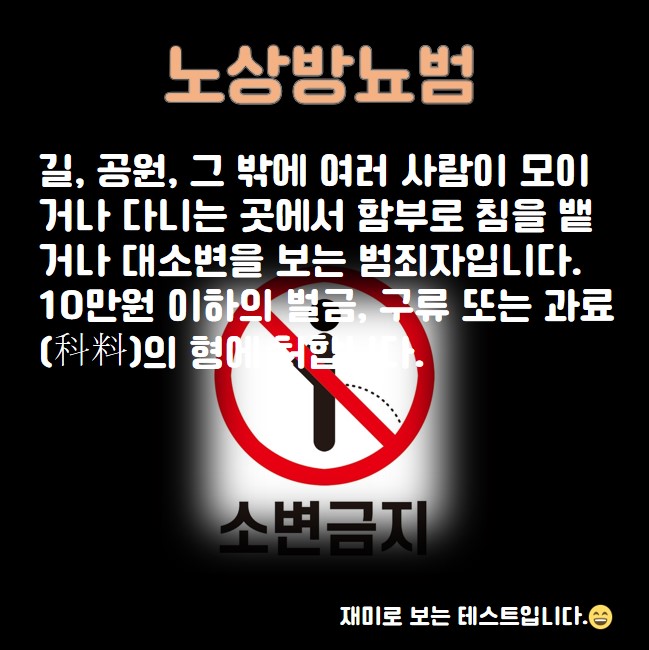 노상방뇨범
길, 공원, 그 밖에 여러 사람이 모이
거나 다니는 곳에서 함부로 침을 뱉
거나 대소변을 보는 범죄자입니다.
10만원 이하의 벌금, 구류 또는 과료
(科料)의 형에 처합니다.
소변금지
재미로 보는 테스트입니다.😄